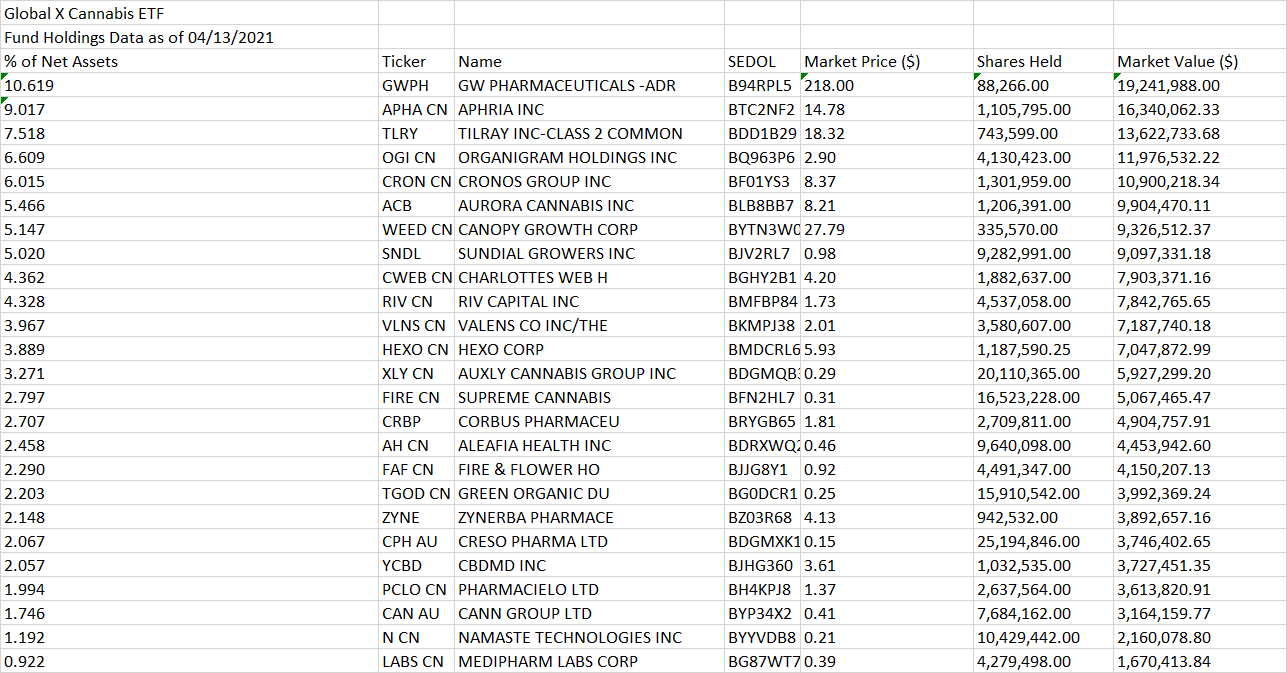 Global X Cannabis ETF
Fund Holdings Data as of 04/13/2021
% of Net Assets Ticker Name SEDOL Market Price ($) Shares Held Market Value ($)
10.619 GWPH GW PHARMACEUTICALS -ADR B94RPL5 218.00 88,266.00 19,241,988.00
9.017 APHA CN APHRIA INC BTC2NF2 14.78 1,105,795.00 16,340,062.33
7.518 TLRY TILRAY INC-CLASS 2 COMMON BDD1B29 18.32 743,599.00 13,622,733.68
6.609 OGI CN ORGANIGRAM HOLDINGS INC BQ963P6 2.90 4,130,423.00 11,976,532.22
6.015 CRON CN CRONOS GROUP INC BF01YS3 8.37 1,301,959.00 10,900,218.34
5.466 ACB AURORA CANNABIS INC BLB8BB7 8.21 1,206,391.00 9,904,470.11
5.147 WEED CN CANOPY GROWTH CORP BYTN3W0 27.79 335,570.00 9,326,512.37
5.020 SNDL SUNDIAL GROWERS INC BJV2RL7 0.98 9,282,991.00 9,097,331.18
4.362 CWEB CN CHARLOTTES WEB H BGHY2B1 4.20 1,882,637.00 7,903,371.16
4.328 RIV CN RIV CAPITAL INC BMFBP84 1.73 4,537,058.00 7,842,765.65
3.967 VLNS CN VALENS CO INC/THE BKMPJ38 2.01 3,580,607.00 7,187,740.18
3.889 HEXO CN HEXO CORP BMDCRL6 5.93 1,187,590.25 7,047,872.99
3.271 XLY CN AUXLY CANNABIS GROUP INC 0.29 20,110,365.00 5,927,299.20
2.797 FIRE CN SUPREME CANNABIS BFN2HL7 0.31 16,523,228.00 5,067,465.47
2.707 CRBP CORBUS PHARMACEU BRYGB65 1.81 2,709,811.00 4,904,757.91
2.458 AH CN ALEAFIA HEALTH INC 0.46 9,640,098.00 4,453,942.60
2.290 FAF CN FIRE & FLOWER HO BJJG8Y1 0.92 4,491,347.00 4,150,207.13
2.203 TGOD CN GREEN ORGANIC DU BG0DCR1 0.25 15,910,542.00 3,992,369.24
2.148 ZYNE ZYNERBA PHARMACE BZ03R68 4.13 942,532.00 3,892,657.16
2.067 CPH AU CRESO PHARMA LTD BDGMXK1 0.15 25,194,846.00 3,746,402.65
2.057 YCBD CBDMD INC BJHG360 3.61 1,032,535.00 3,727,451.35
1.994 PCLO CN PHARMACIELO LTD BH4KPJ8 1.37 2,637,564.00 3,613,820.91
1.746 CAN AU CANN GROUP LTD BYP34X2 0.41 7,684,162.00 3,164,159.77
1.192 N CN NAMASTE TECHNOLOGIES INC BYYVDB8 0.21 10,429,442.00 2,160,078.80
0.922 LABS CN MEDIPHARM LABS CORP BG87WT7 0.39 4,279,498.00 1,670,413.84